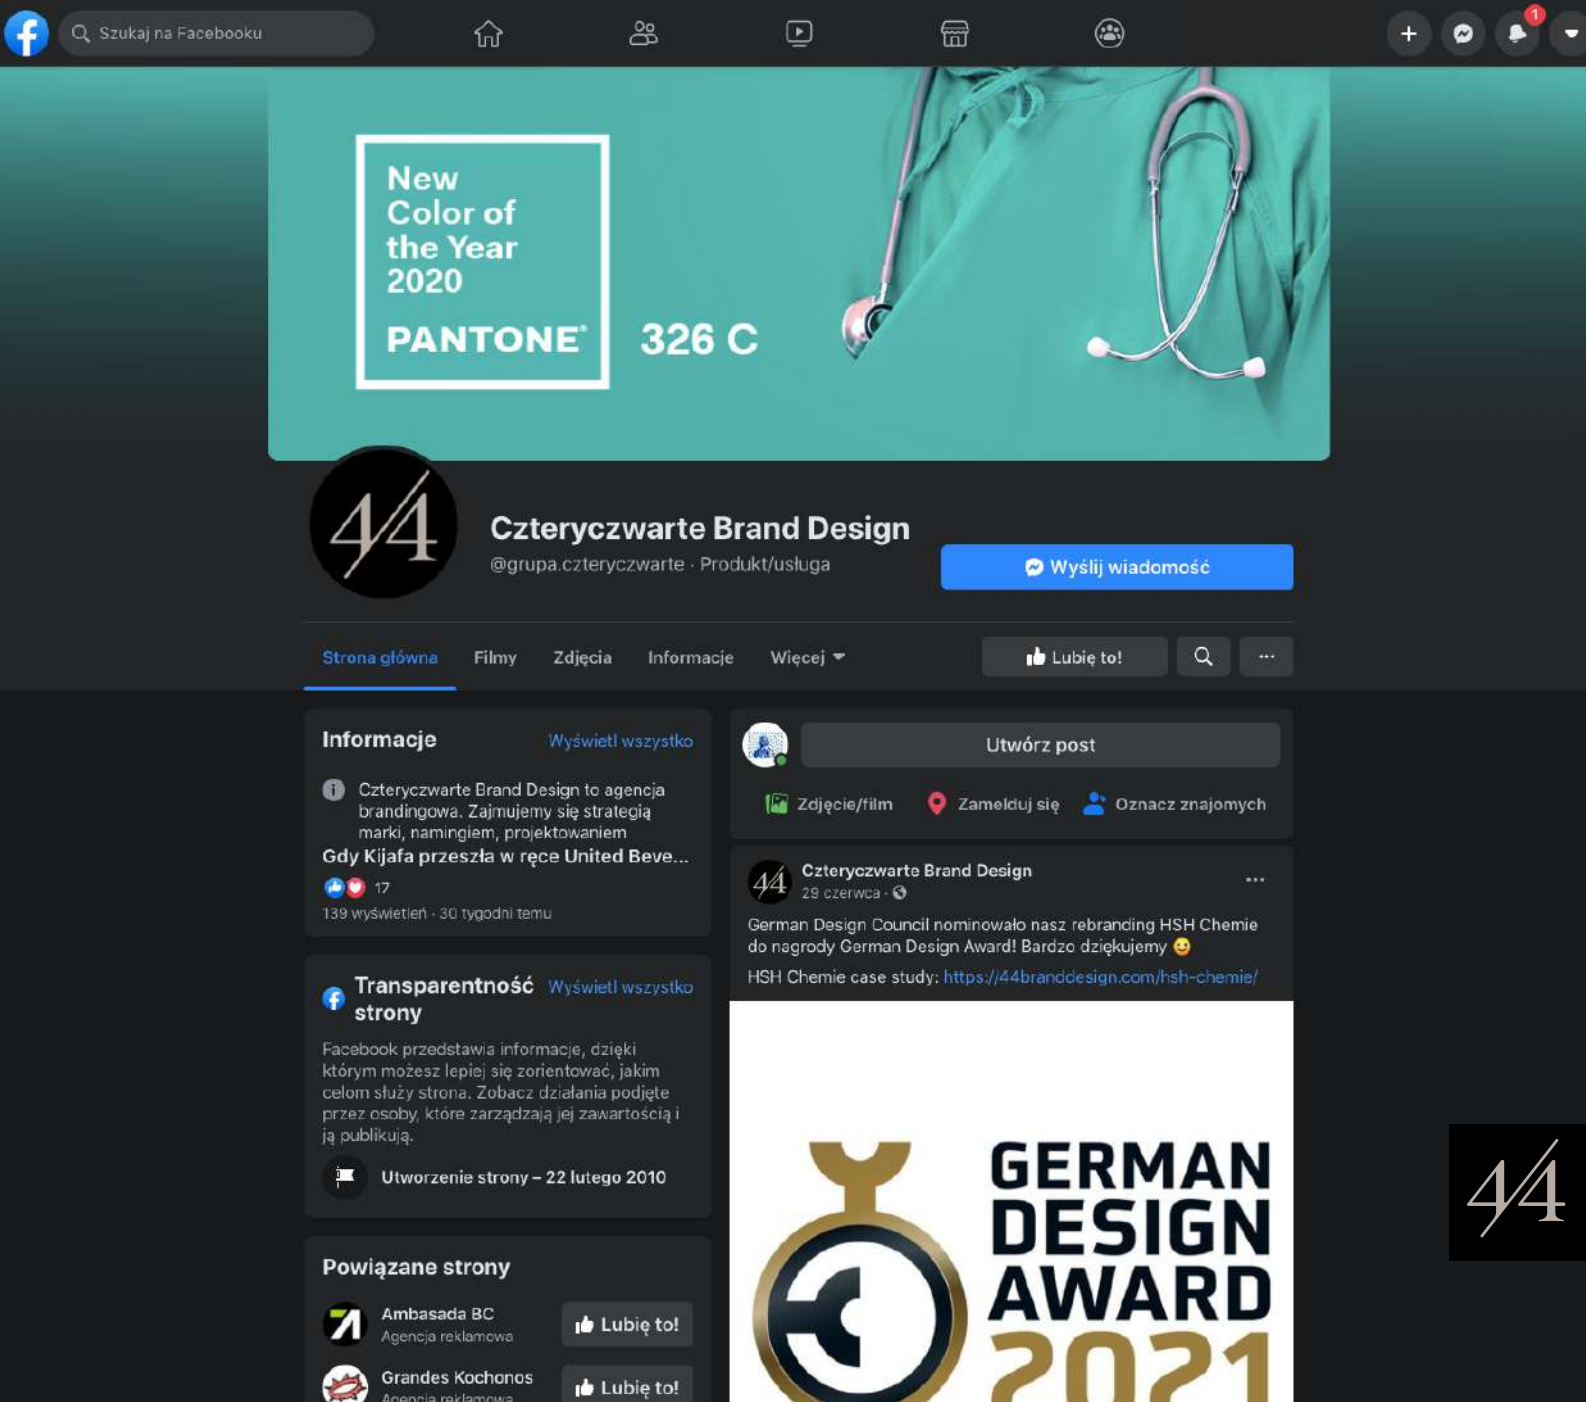 Szukaj na Facebooku
1
New
Color of
the Year
2020
PANTONE®
326 C
44
Czteryczwarte Brand Design
@grupa.czteryczwarte · Produkt/usługa
Wyślij wiadomość
Strona główna
Filmy
Zdjęcia
Informacje
Więcej
Lubię to!
Informacje
Wyświetl wszystko
Czteryczwarte Brand Design to agencja
brandingowa. Zajmujemy się strategią
marki, namingiem, projektowaniem
Gdy Kijafa przeszła w ręce United Beve...
17
139 wyświetleń · 30 tygodni temu
Transparentność
strony
Wyświetl wszystko
Facebook przedstawia informacje, dzięki
którym możesz lepiej się zorientować, jakim
celom służy strona. Zobacz działania podjęte
przez osoby, które zarządzają jej zawartością i
ją publikują.
Utworzenie strony – 22 lutego 2010
Powiązane strony
Ambasada BC
Agencja reklamowa
Lubię to!
Grandes Kochonos
Agencja reklamowa
Lubię to!
Utwórz post
Zdjęcie/film
Zamelduj się
Oznacz znajomych
44
Czteryczwarte Brand Design
29 czerwca ·
German Design Council nominowało nasz rebranding HSH Chemie
do nagrody German Design Award! Bardzo dziękujemy 😉
HSH Chemie case study: https://44branddesign.com/hsh-chemie/
GERMAN
DESIGN
AWARD
2021
44